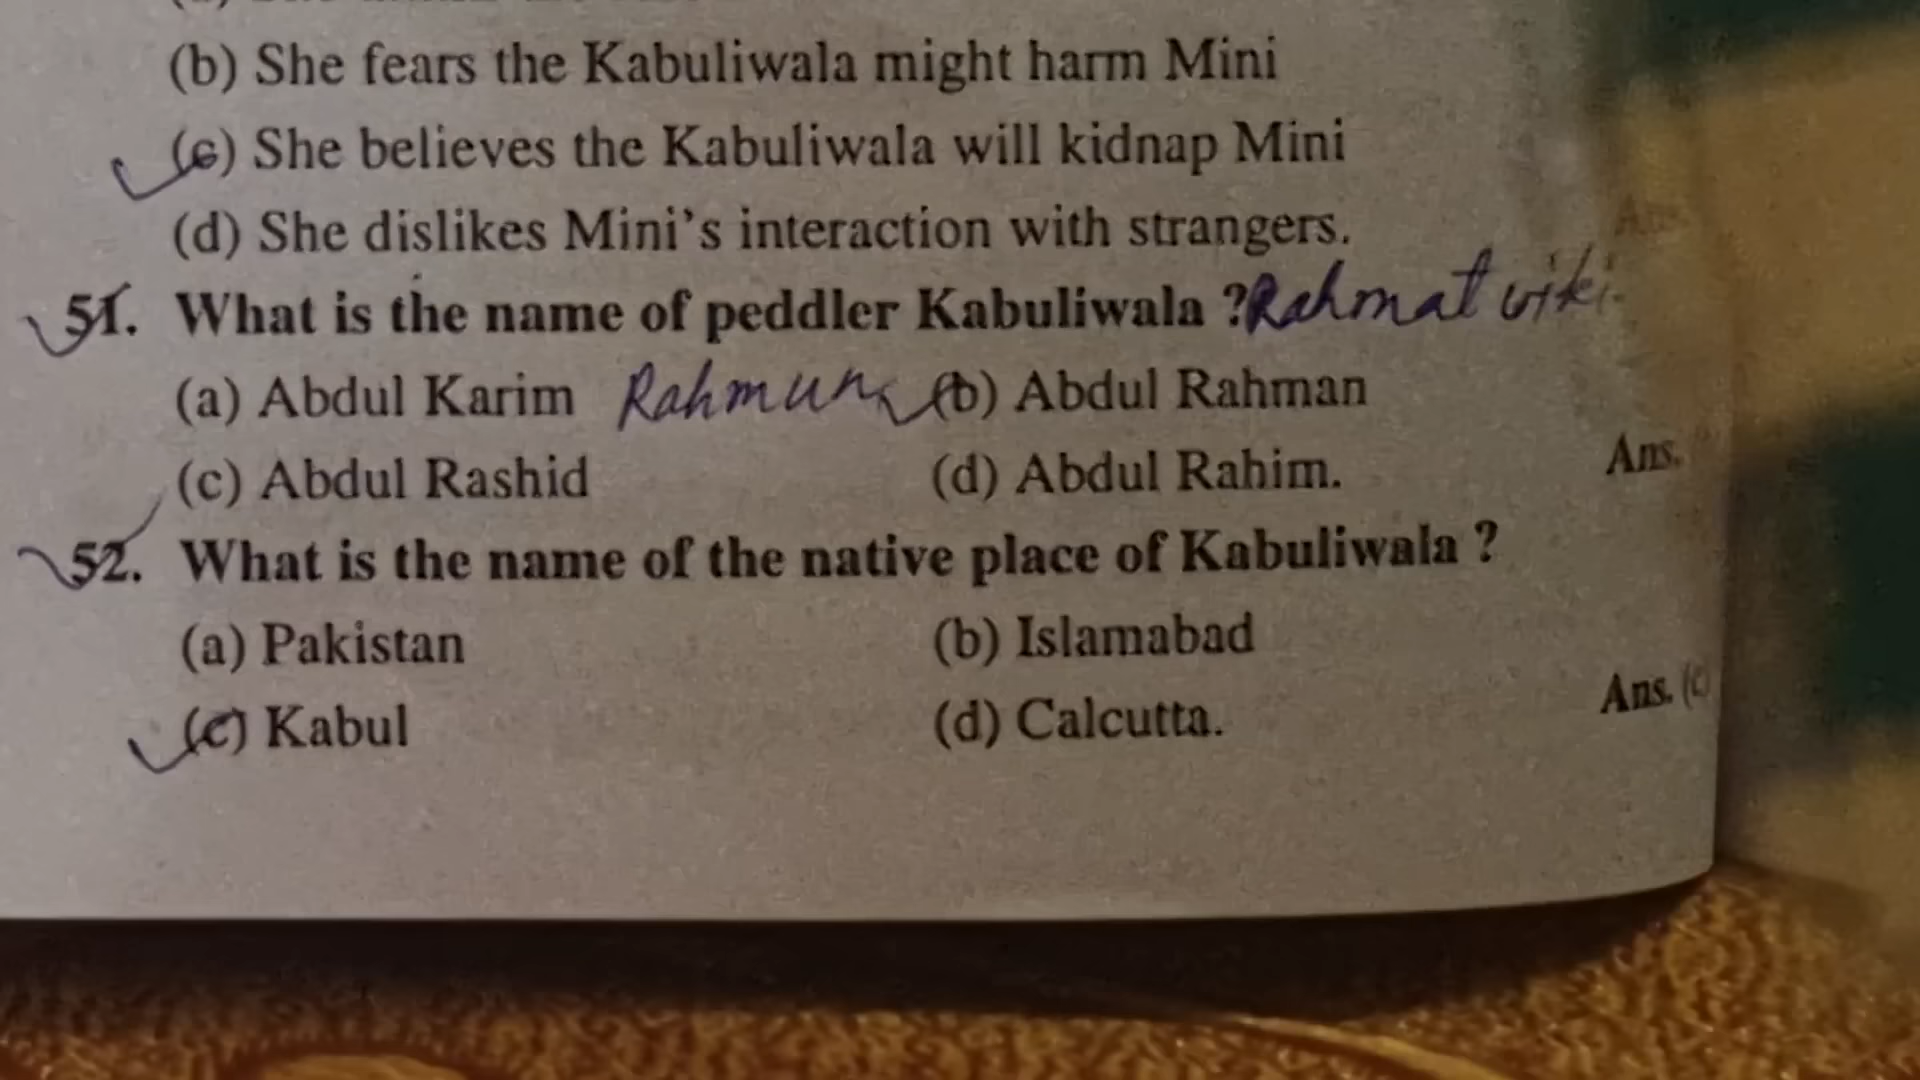 (b) She fears the Kabuliwala might harm Mini
(c) She believes the Kabuliwala will kidnap Mini
(d) She dislikes Mini's interaction with strangers.
51. What is the name of peddler Kabuliwala ? Rahmat wiki
(a) Abdul Karim Rahmun (b) Abdul Rahman
(c) Abdul Rashid (d) Abdul Rahim. Ans.
52. What is the name of the native place of Kabuliwala ?
(a) Pakistan (b) Islamabad
(c) Kabul (d) Calcutta. Ans. (c)